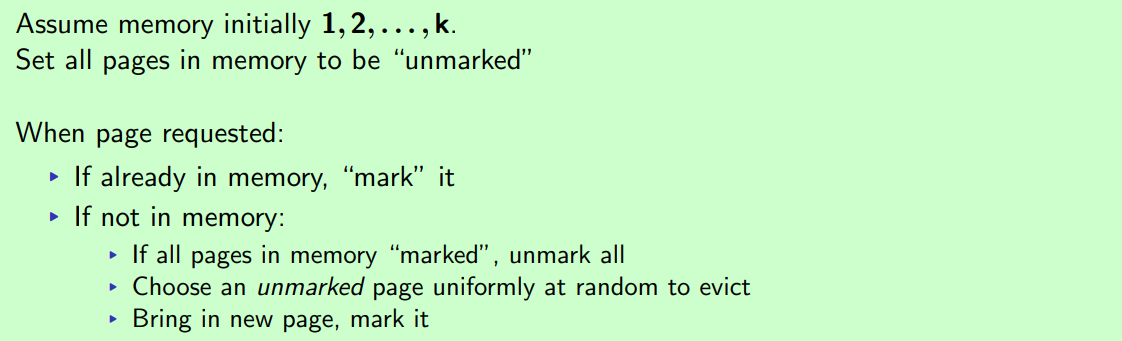 Assume memory initially 1, 2, . . . , k.
Set all pages in memory to be “unmarked”
When page requested:
▸ If already in memory, “mark” it
▸ If not in memory:
▸ If all pages in memory “marked”, unmark all
▸ Choose an unmarked page uniformly at random to evict
▸ Bring in new page, mark it